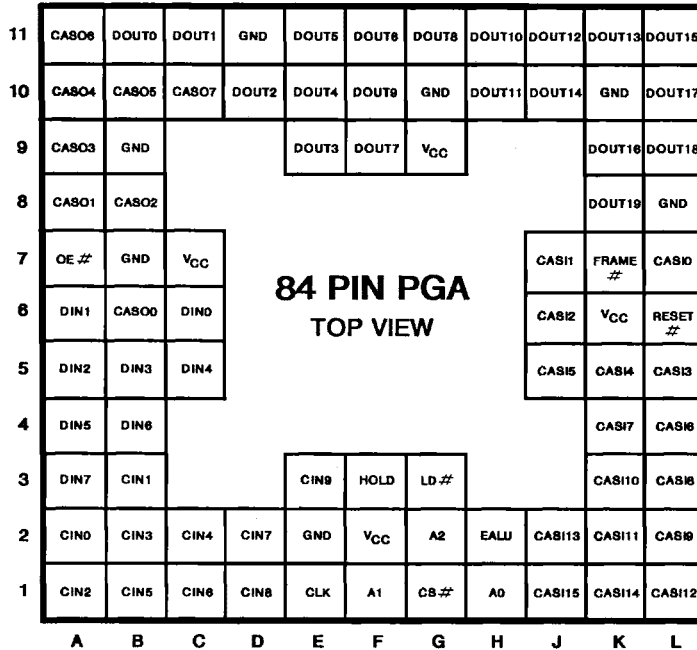 11 CASO6 DOUT0 DOUT1 GND DOUT5 DOUT6 DOUT8 DOUT10 DOUT12 DOUT13 DOUT15
10 CASO4 CASO5 CASO7 DOUT2 DOUT4 DOUT9 GND DOUT11 DOUT14 GND DOUT17
9 CASO3 GND DOUT3 DOUT7 VCC DOUT16 DOUT18
8 CASO1 CASO2 DOUT19 GND
7 OE# GND VCC CASI1 FRAME# CASI0
84 PIN PGA
TOP VIEW
6 DIN1 CASO0 DIN0 CASI2 VCC RESET#
5 DIN2 DIN3 DIN4 CASI5 CASI4 CASI3
4 DIN5 DIN6 CASI7 CASI6
3 DIN7 CIN1 CIN9 HOLD LD# CASI10 CASI8
2 CIN0 CIN3 CIN4 CIN7 GND VCC A2 EALU CASI13 CASI11 CASI9
1 CIN2 CIN5 CIN6 CIN8 CLK A1 CS# A0 CASI15 CASI14 CASI12
A B C D E F G H J K L